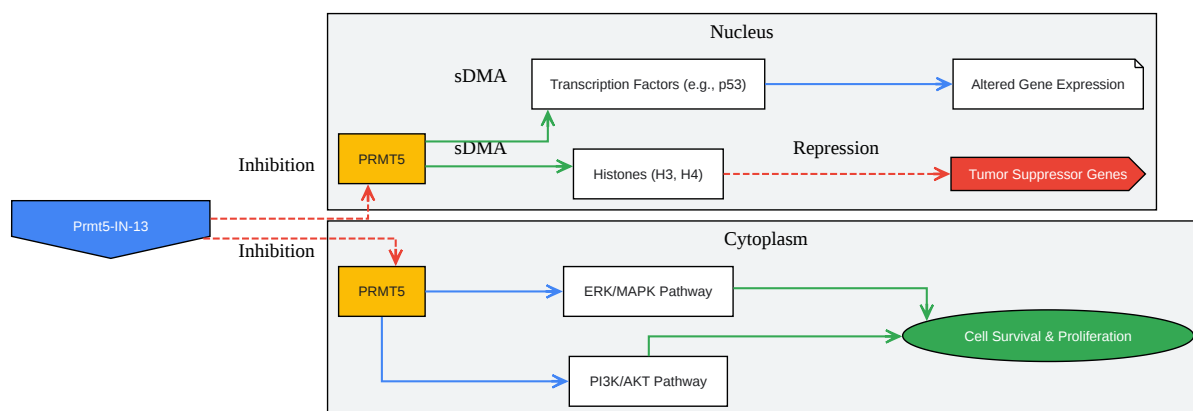 Nucleus
sDMA
Transcription Factors (e.g., p53)
Altered Gene Expression
PRMT5
sDMA
Repression
Inhibition
Histones (H3, H4)
Tumor Suppressor Genes
Prmt5-IN-13
Cytoplasm
Inhibition
PRMT5
ERK/MAPK Pathway
Cell Survival & Proliferation
PI3K/AKT Pathway